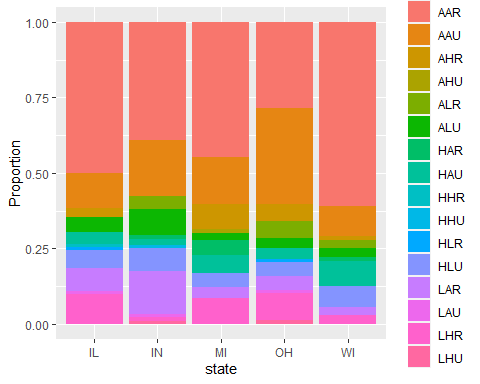 1.00
0.75
0.50
0.25
0.00
Proportion
IL IN MI OH WI
state
AAR
AAU
AHR
AHU
ALR
ALU
HAR
HAU
HHR
HHU
HLR
HLU
LAR
LAU
LHR
LHU